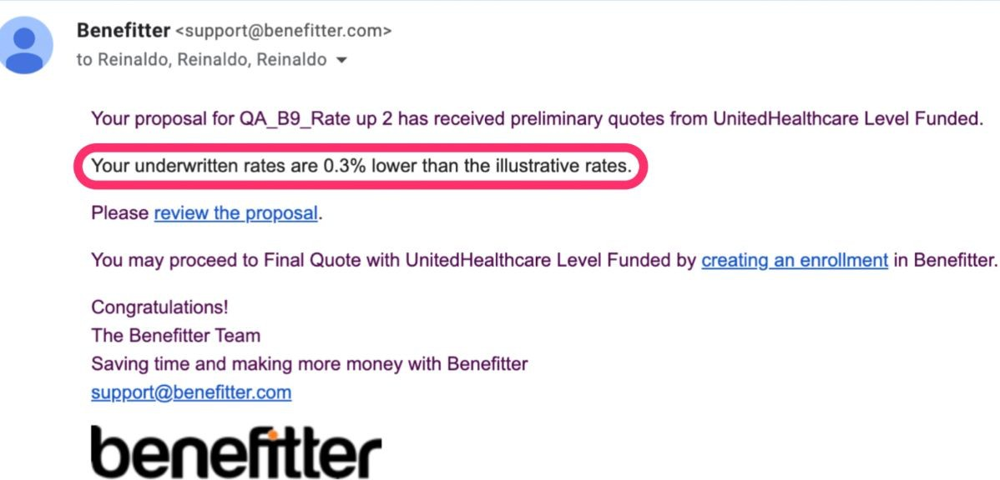 Benefitter <support@benefitter.com>
to Reinaldo, Reinaldo, Reinaldo
Your proposal for QA_B9_Rate up 2 has received preliminary quotes from UnitedHealthcare Level Funded.
Your underwritten rates are 0.3% lower than the illustrative rates.
Please review the proposal.
You may proceed to Final Quote with UnitedHealthcare Level Funded by creating an enrollment in Benefitter.
Congratulations!
The Benefitter Team
Saving time and making more money with Benefitter
support@benefitter.com
benefitter